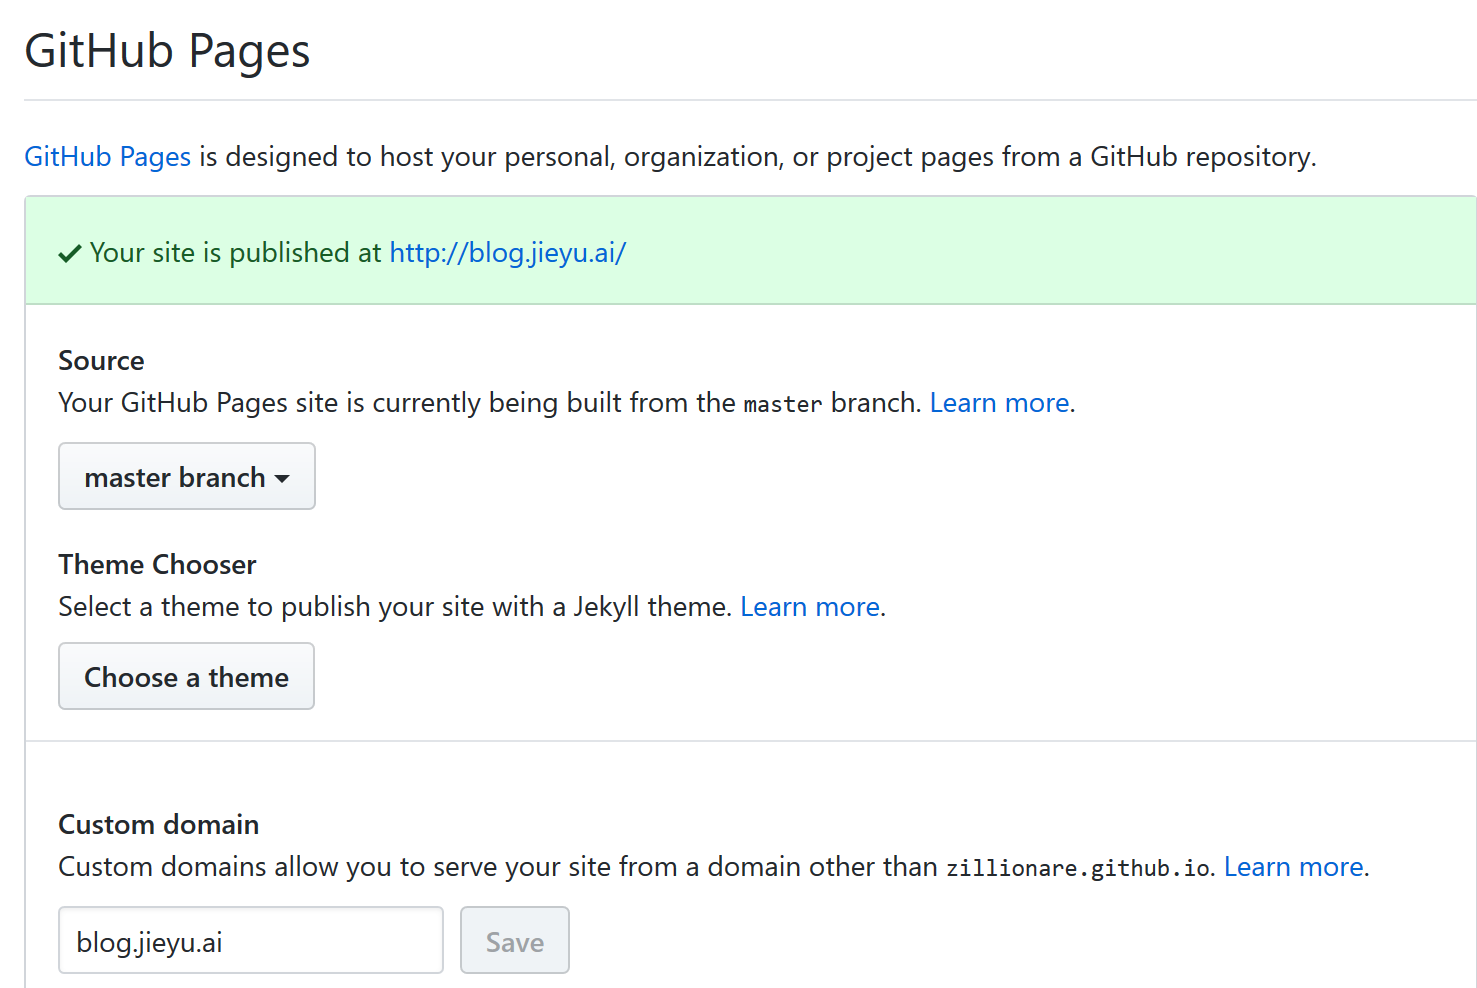 GitHub Pages
GitHub Pages is designed to host your personal, organization, or project pages from a GitHub repository.
Your site is published at http://blog.jieyu.ai/
Source
Your GitHub Pages site is currently being built from the master branch. Learn more.
master branch
Theme Chooser
Select a theme to publish your site with a Jekyll theme. Learn more.
Choose a theme
Custom domain
Custom domains allow you to serve your site from a domain other than zillionare.github.io. Learn more.
blog.jieyu.ai Save